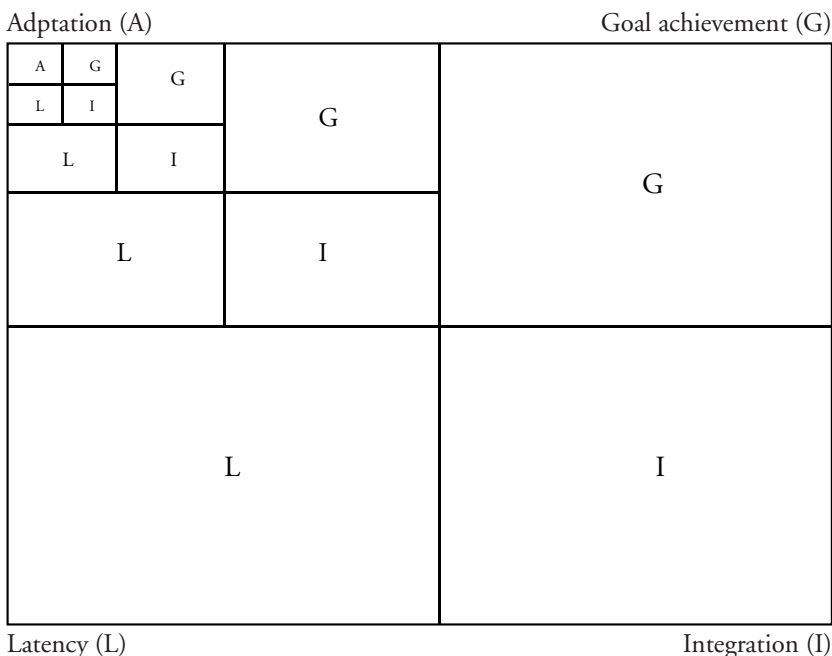 Adptation (A) Goal achievement (G)
A G
G
L I
G
L I
G
L I
L I
Latency (L) Integration (I)